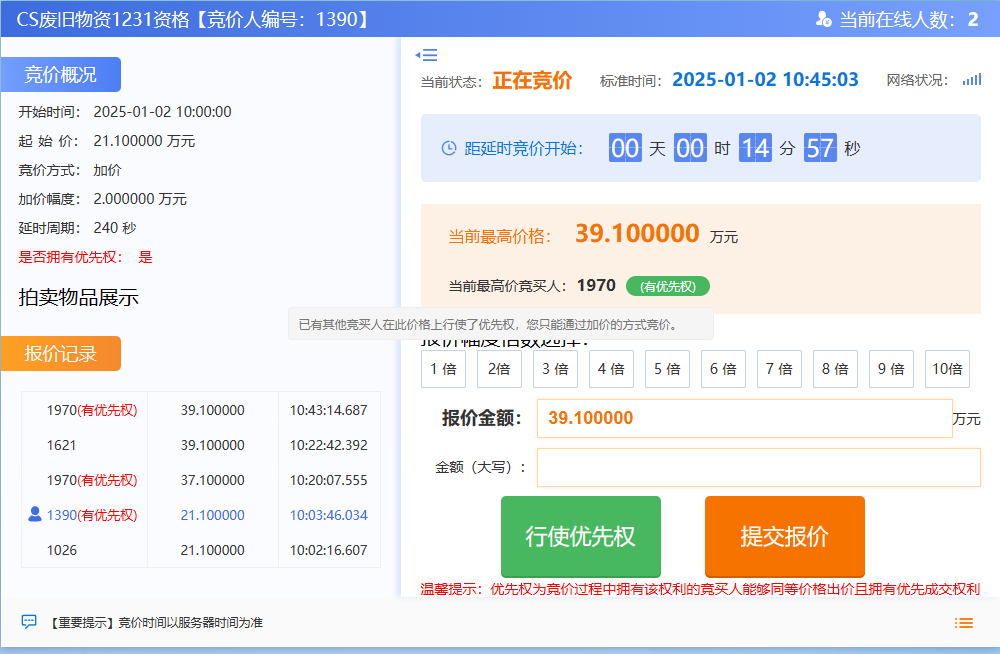 CS废旧物资1231资格【竞价人编号：1390】
当前在线人数：2
竞价概况
开始时间： 2025-01-02 10:00:00
起 始 价： 21.100000 万元
竞价方式： 加价
加价幅度： 2.000000 万元
延时周期： 240 秒
是否拥有优先权： 是
拍卖物品展示
报价记录
1970(有优先权) 39.100000 10:43:14.687
1621 39.100000 10:22:42.392
1970(有优先权) 37.100000 10:20:07.555
1390(有优先权) 21.100000 10:03:46.034
1026 21.100000 10:02:16.607
当前状态： 正在竞价 标准时间： 2025-01-02 10:45:03 网络状况：
距延时竞价开始： 00 天 00 时 14 分 57 秒
当前最高价格： 39.100000 万元
当前最高价竞买人： 1970 (有优先权)
已有其他竞买人在此价格上行使了优先权，您只能通过加价的方式竞价。
报价幅度倍数选择：
1 倍 2倍 3 倍 4 倍 5 倍 6 倍 7 倍 8 倍 9 倍 10倍
报价金额： 39.100000 万元
金额（大写）：
行使优先权 提交报价
温馨提示：优先权为竞价过程中拥有该权利的竞买人能够同等价格出价且拥有优先成交权利
【重要提示】竞价时间以服务器时间为准